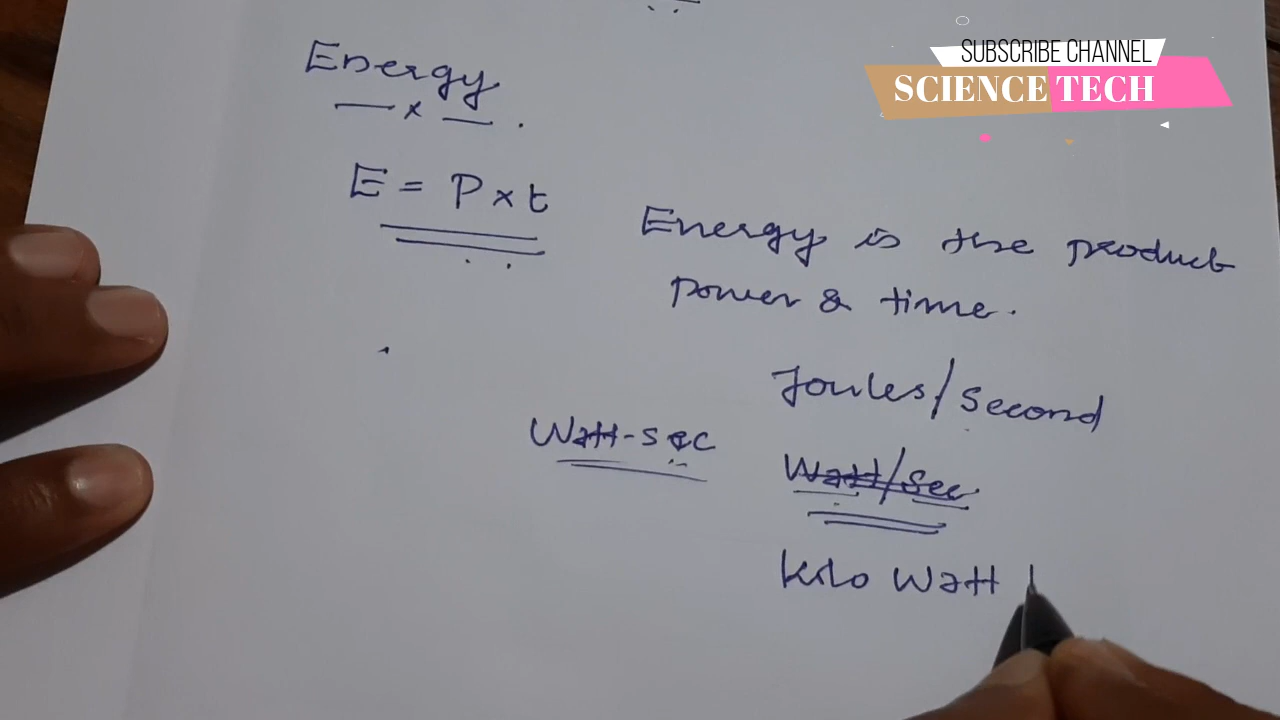 SUBSCRIBE CHANNEL
SCIENCE TECH
Energy
E = P x t
Energy is the product
power & time.
Joules/Second
Watt-sec
Watt/Sec
Kilo Watt